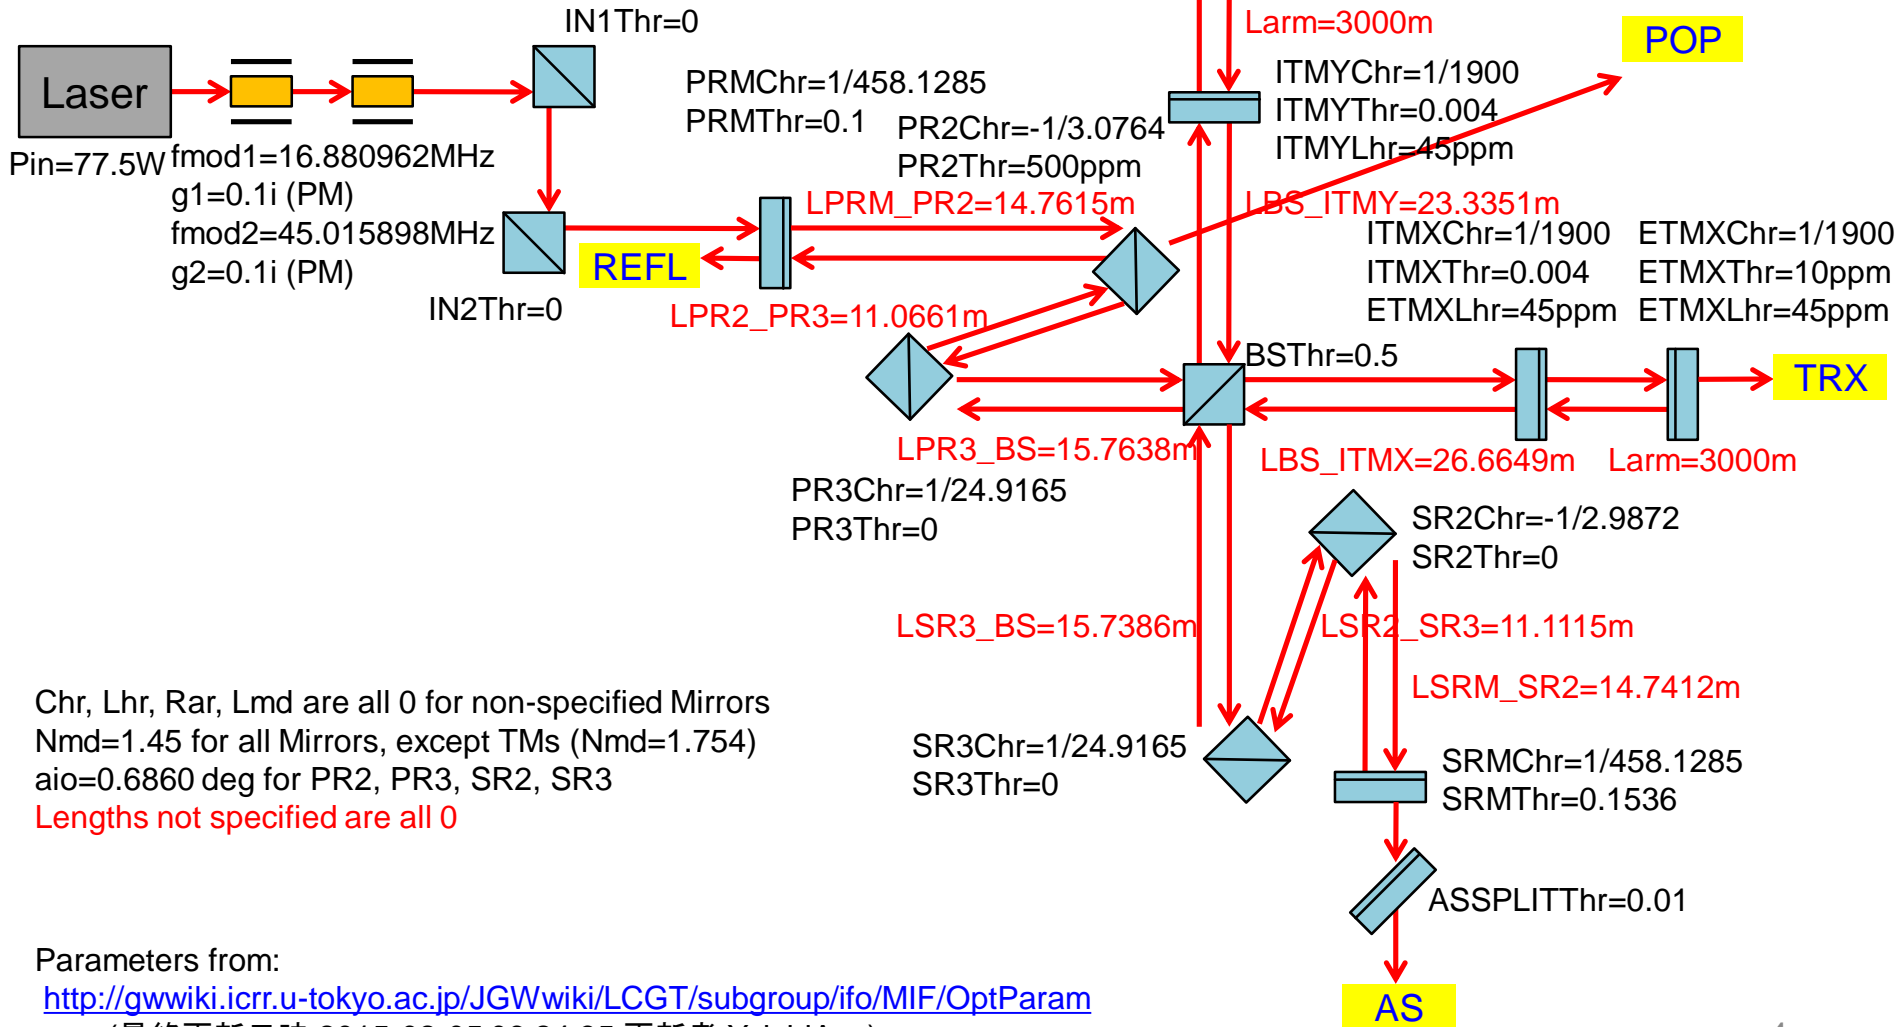 IN1Thr=0
Larm=3000m
POP
Laser
PRMChr=1/458.1285
PRMThr=0.1
PR2Chr=-1/3.0764
PR2Thr=500ppm
ITMYChr=1/1900
ITMYThr=0.004
ITMYLhr=45ppm
Pin=77.5W
fmod1=16.880962MHz
g1=0.1i (PM)
fmod2=45.015898MHz
g2=0.1i (PM)
LPRM_PR2=14.7615m
LBS_ITMY=23.3351m
REFL
IN2Thr=0
ITMXChr=1/1900
ITMXThr=0.004
ETMXLhr=45ppm
ETMXChr=1/1900
ETMXThr=10ppm
ETMXLhr=45ppm
LPR2_PR3=11.0661m
BSThr=0.5
TRX
LPR3_BS=15.7638m
LBS_ITMX=26.6649m
Larm=3000m
PR3Chr=1/24.9165
PR3Thr=0
SR2Chr=-1/2.9872
SR2Thr=0
LSR3_BS=15.7386m
LSR2_SR3=11.1115m
LSRM_SR2=14.7412m
Chr, Lhr, Rar, Lmd are all 0 for non-specified Mirrors
Nmd=1.45 for all Mirrors, except TMs (Nmd=1.754)
aio=0.6860 deg for PR2, PR3, SR2, SR3
Lengths not specified are all 0
SR3Chr=1/24.9165
SR3Thr=0
SRMChr=1/458.1285
SRMThr=0.1536
ASSPLITThr=0.01
Parameters from:
http://gwwiki.icrr.u-tokyo.ac.jp/JGWwiki/LCGT/subgroup/ifo/MIF/OptParam
AS